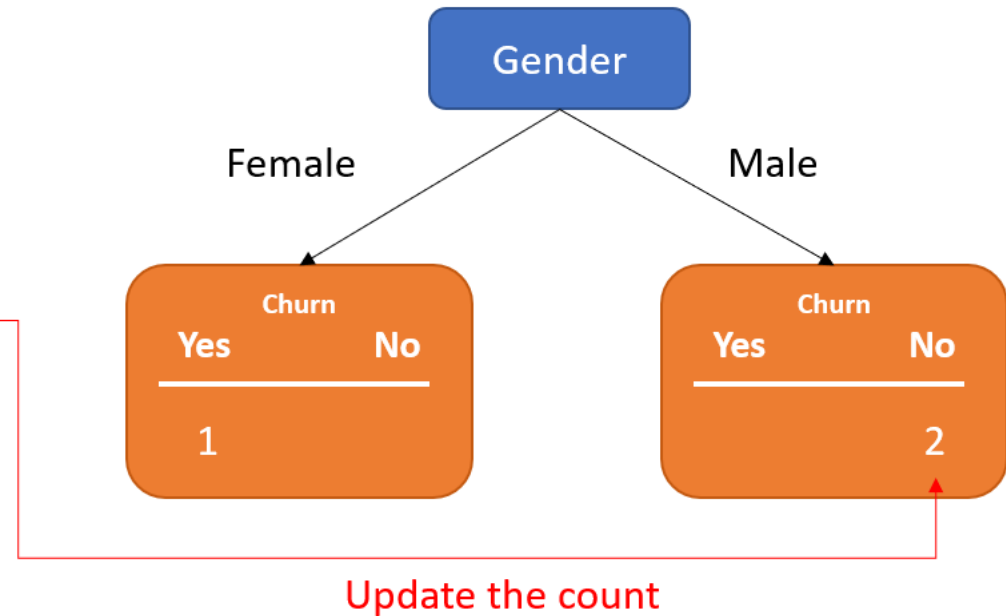 Gender
Female
Male
Churn
Yes No
1
Churn
Yes No
2
Update the count